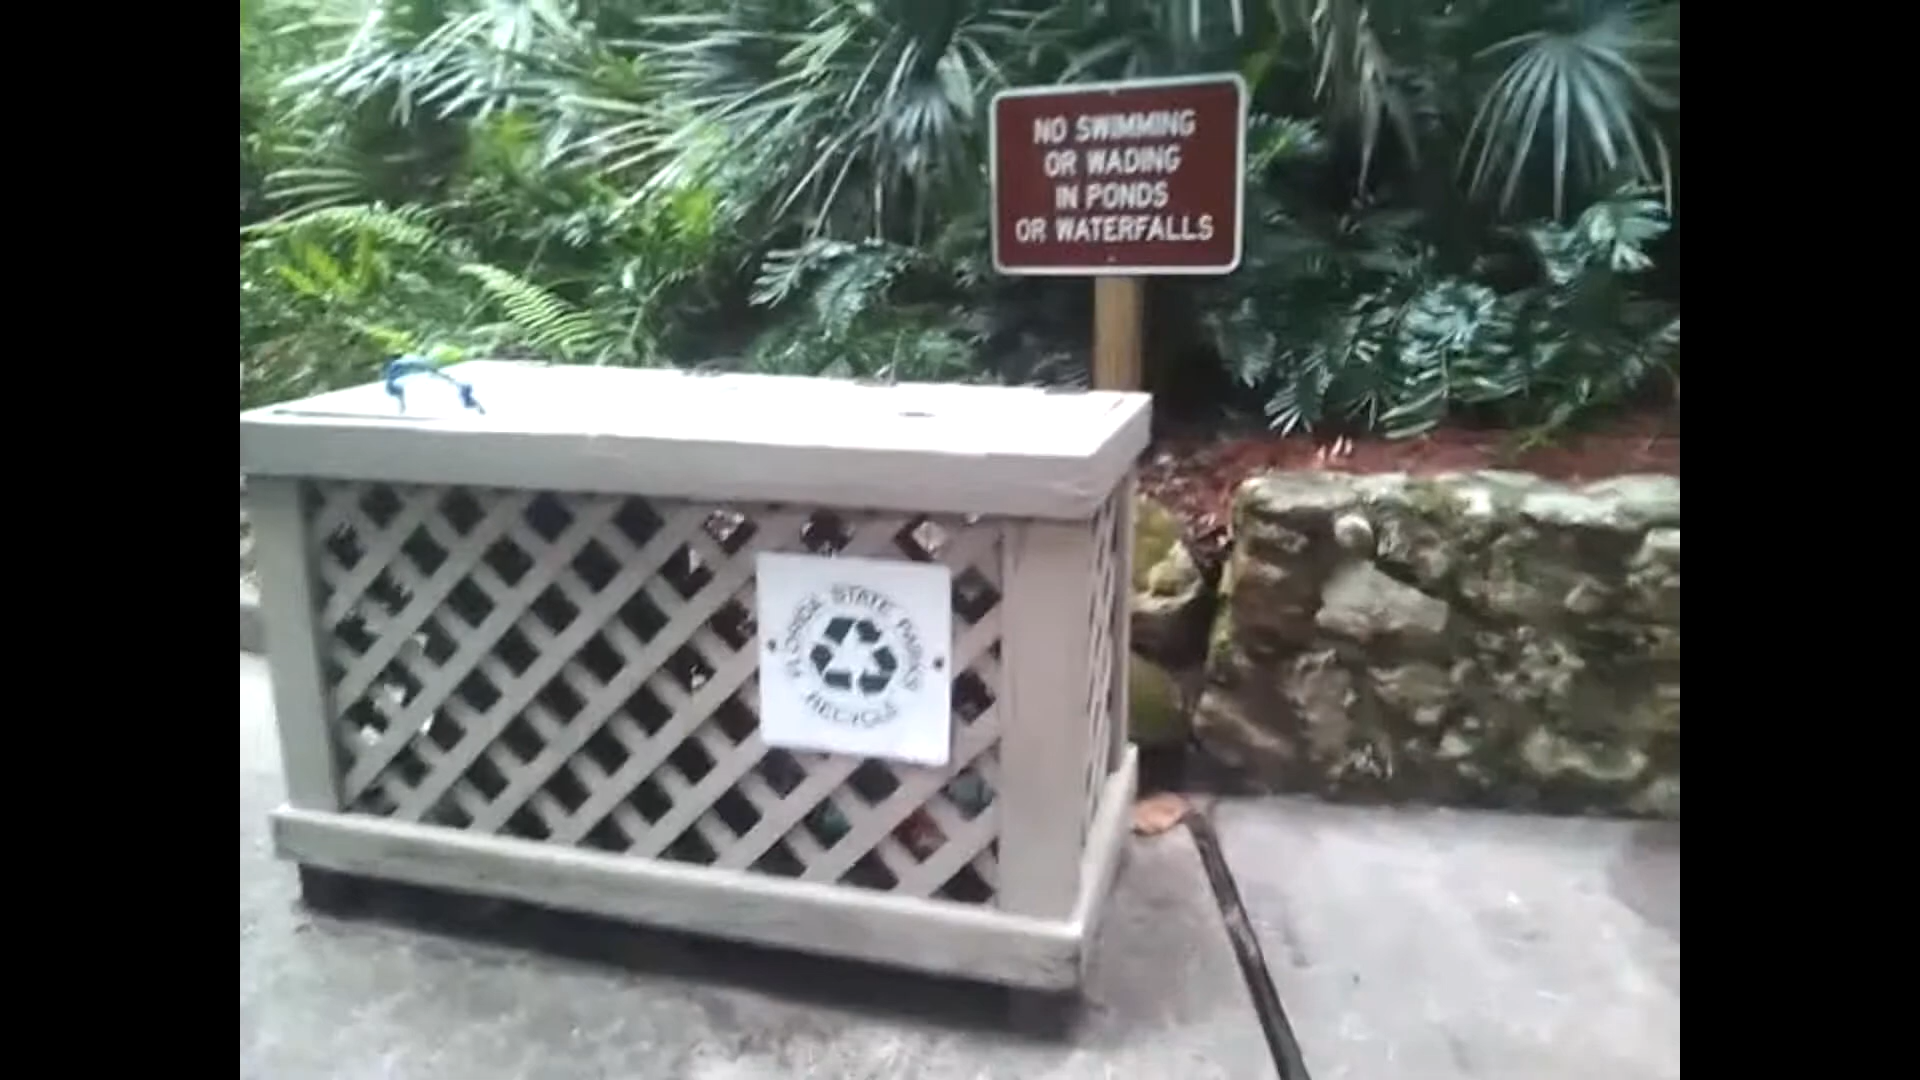 NO SWIMMING
OR WADING
IN PONDS
OR WATERFALLS
FLORIDA STATE PARKS
RECYCLE